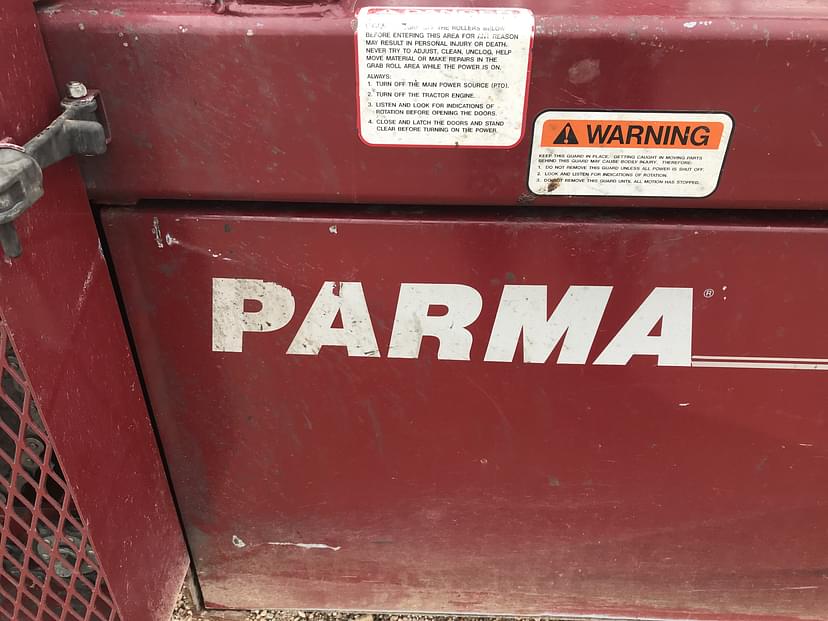 THE ROLLERS BELOW
BEFORE ENTERING THIS AREA FOR ANY REASON
MAY RESULT IN PERSONAL INJURY OR DEATH.
NEVER TRY TO ADJUST, CLEAN, UNCLOG, HELP
MOVE MATERIAL OR MAKE REPAIRS IN THE
GRAB ROLL AREA WHILE THE POWER IS ON.
ALWAYS:
1. TURN OFF THE MAIN POWER SOURCE (PTO).
2. TURN OFF THE TRACTOR ENGINE.
3. LISTEN AND LOOK FOR INDICATIONS OF
ROTATION BEFORE OPENING THE DOORS.
4. CLOSE AND LATCH THE DOORS AND STAND
CLEAR BEFORE TURNING ON THE POWER.
WARNING
KEEP THIS GUARD IN PLACE. GETTING CAUGHT IN MOVING PARTS
BEHIND THIS GUARD MAY CAUSE BODILY INJURY. THEREFORE:
1. DO NOT REMOVE THIS GUARD UNLESS ALL POWER IS SHUT OFF.
2. LOOK AND LISTEN FOR INDICATIONS OF ROTATION.
3. DO NOT REMOVE THIS GUARD UNTIL ALL MOTION HAS STOPPED.
PARMA®